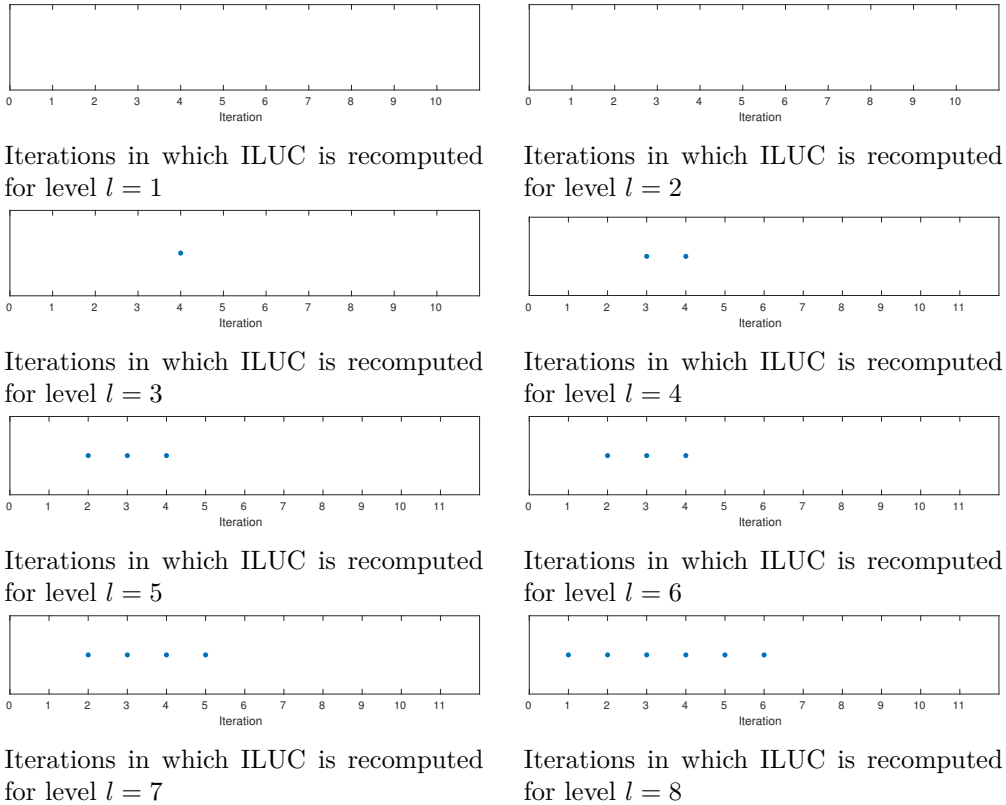 0 1 2 3 4 5 6 7 8 9 10
Iteration
Iterations in which ILUC is recomputed
for level l = 1
0 1 2 3 4 5 6 7 8 9 10
Iteration
Iterations in which ILUC is recomputed
for level l = 2
0 1 2 3 4 5 6 7 8 9 10
Iteration
Iterations in which ILUC is recomputed
for level l = 3
0 1 2 3 4 5 6 7 8 9 10 11
Iteration
Iterations in which ILUC is recomputed
for level l = 4
0 1 2 3 4 5 6 7 8 9 10 11
Iteration
Iterations in which ILUC is recomputed
for level l = 5
0 1 2 3 4 5 6 7 8 9 10 11
Iteration
Iterations in which ILUC is recomputed
for level l = 6
0 1 2 3 4 5 6 7 8 9 10 11
Iteration
Iterations in which ILUC is recomputed
for level l = 7
0 1 2 3 4 5 6 7 8 9 10 11
Iteration
Iterations in which ILUC is recomputed
for level l = 8